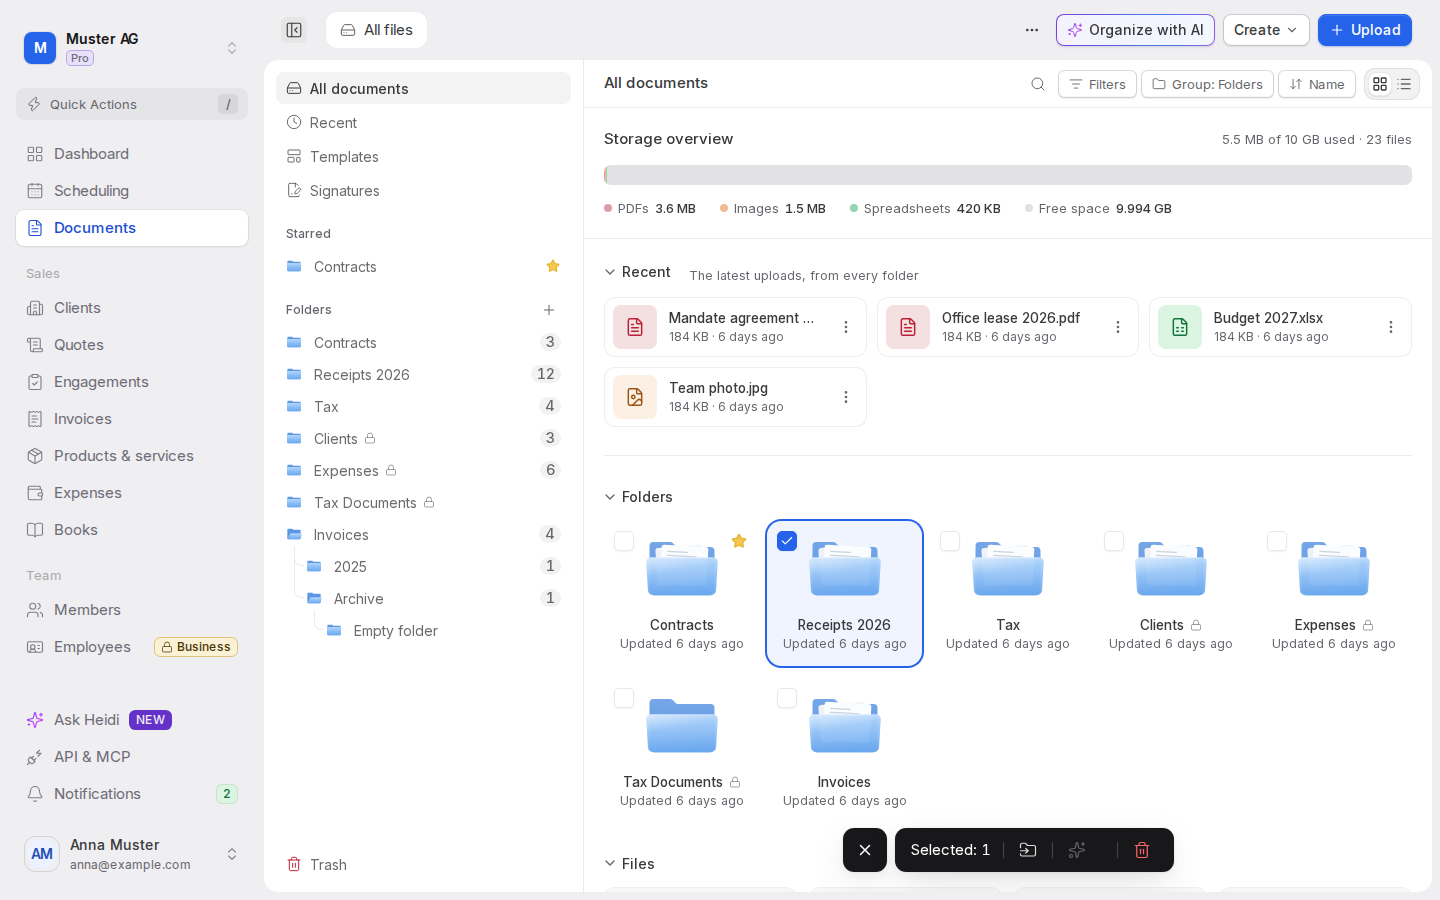 Muster AG
Pro
Quick Actions
/
Dashboard
Scheduling
Documents
Sales
Clients
Quotes
Engagements
Invoices
Products & services
Expenses
Books
Team
Members
Employees
Business
Ask Heidi
NEW
API & MCP
Notifications
2
AM
Anna Muster
anna@example.com
M
All files
Organize with AI
Create
Upload
All documents
Recent
Templates
Signatures
Starred
Contracts
Folders
Contracts 3
Receipts 2026 12
Tax 4
Clients 3
Expenses 6
Tax Documents
Invoices 4
2025 1
Archive 1
Empty folder
Trash
All documents
Filters
Group: Folders
Name
Storage overview
5.5 MB of 10 GB used · 23 files
PDFs 3.6 MB
Images 1.5 MB
Spreadsheets 420 KB
Free space 9.994 GB
Recent
The latest uploads, from every folder
Mandate agreement ...
184 KB · 6 days ago
Office lease 2026.pdf
184 KB · 6 days ago
Budget 2027.xlsx
184 KB · 6 days ago
Team photo.jpg
184 KB · 6 days ago
Folders
Contracts
Updated 6 days ago
Receipts 2026
Updated 6 days ago
Tax
Updated 6 days ago
Clients
Updated 6 days ago
Expenses
Updated 6 days ago
Tax Documents
Updated 6 days ago
Invoices
Updated 6 days ago
Files
Selected: 1